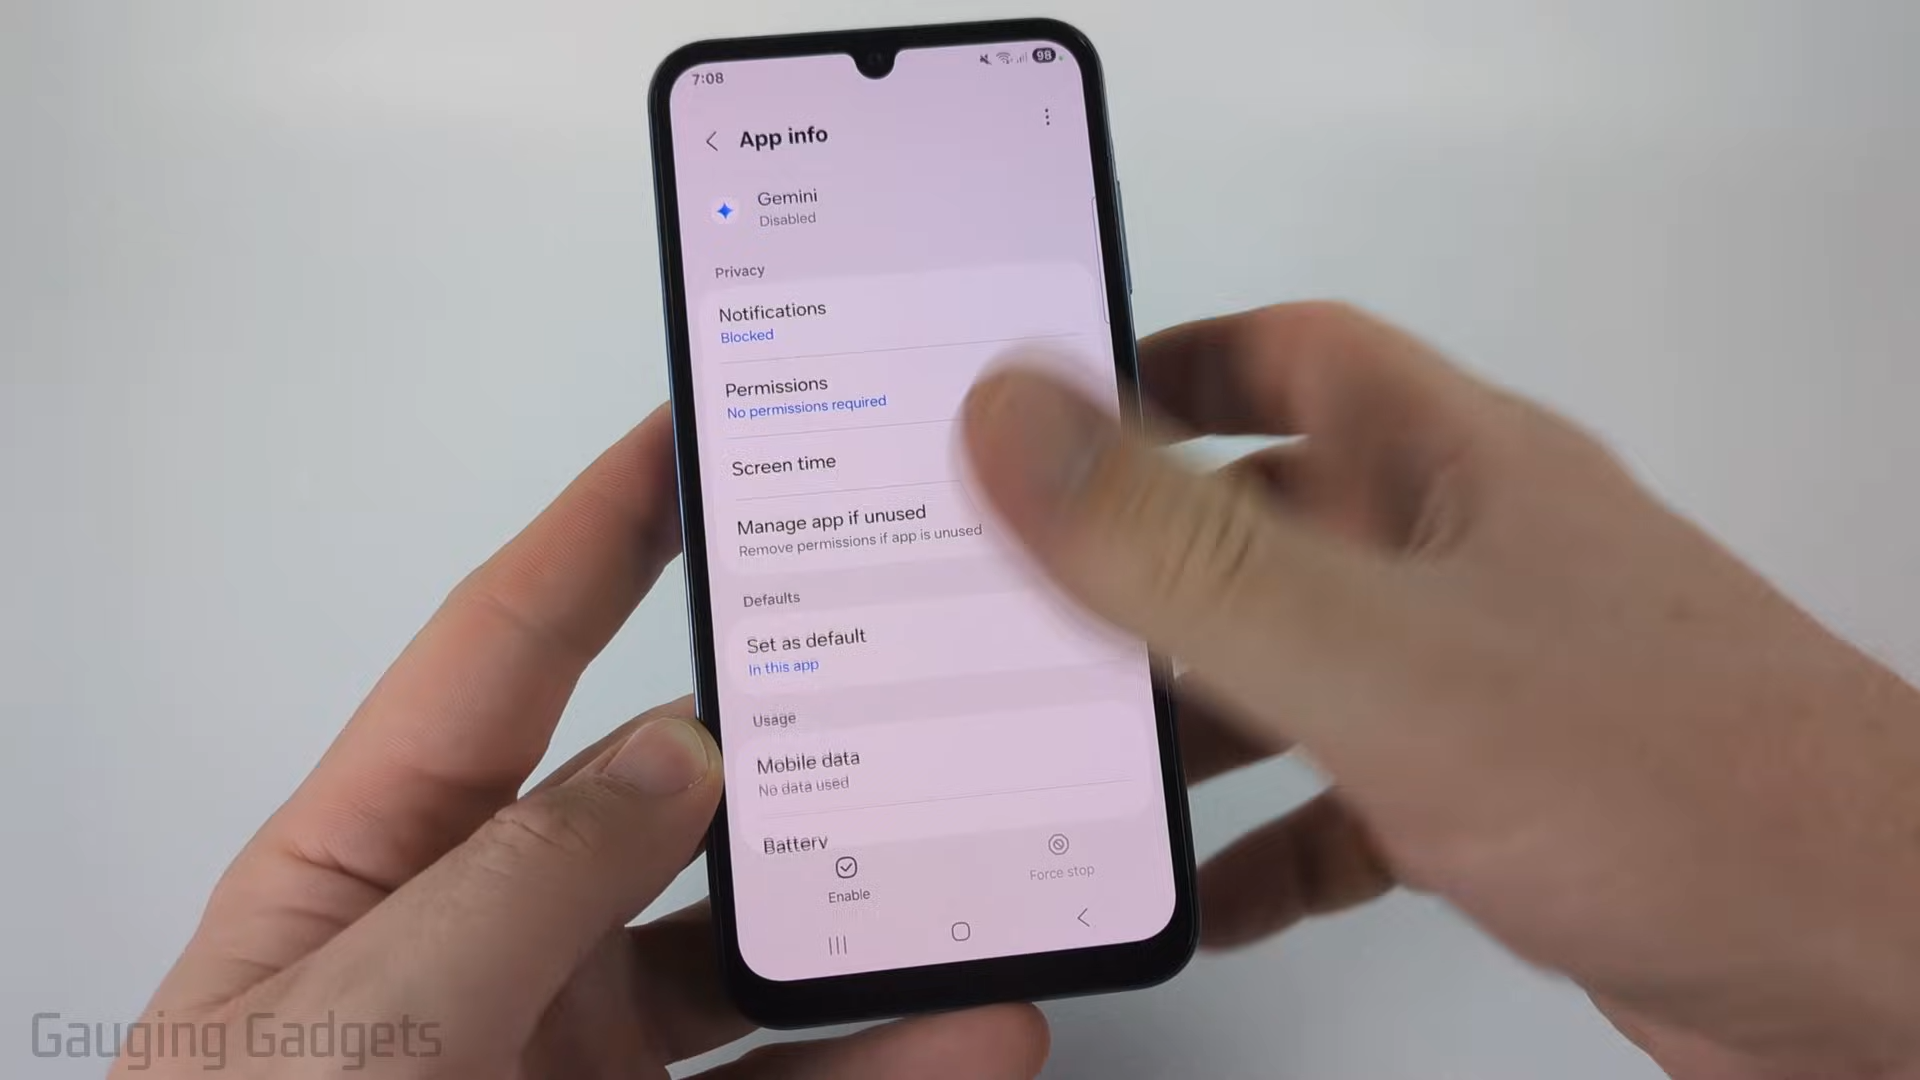 7:08
98
App info
Gemini
Disabled
Privacy
Notifications
Blocked
Permissions
No permissions required
Screen time
Manage app if unused
Remove permissions if app is unused
Defaults
Set as default
In this app
Usage
Mobile data
No data used
Battery
Enable
Force stop
Gauging Gadgets